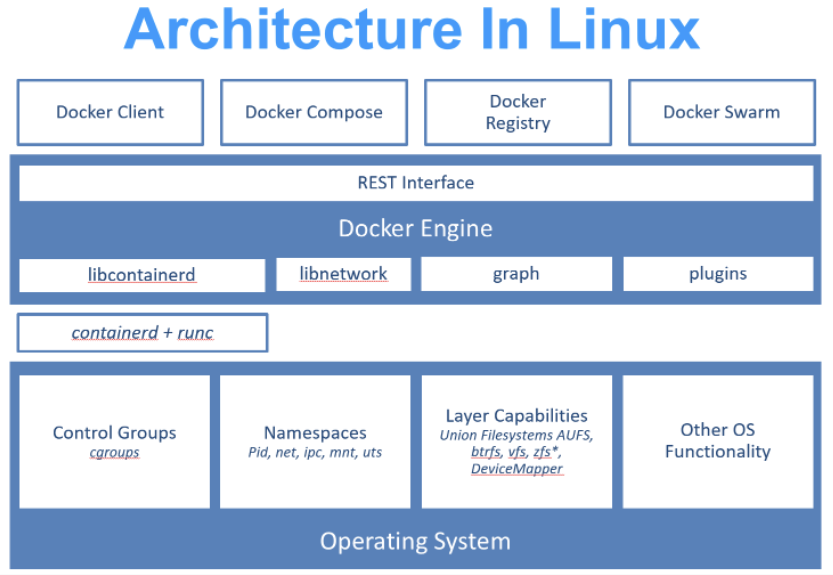 Architecture In Linux
Docker Client
Docker Compose
Docker
Registry
Docker Swarm
REST Interface
Docker Engine
libcontainerd
libnetwork
graph
plugins
containerd + runc
Control Groups
cgroups
Namespaces
Pid, net, ipc, mnt, uts
Layer Capabilities
Union Filesystems AUFS,
btrfs, vfs, zfs*,
DeviceMapper
Other OS
Functionality
Operating System